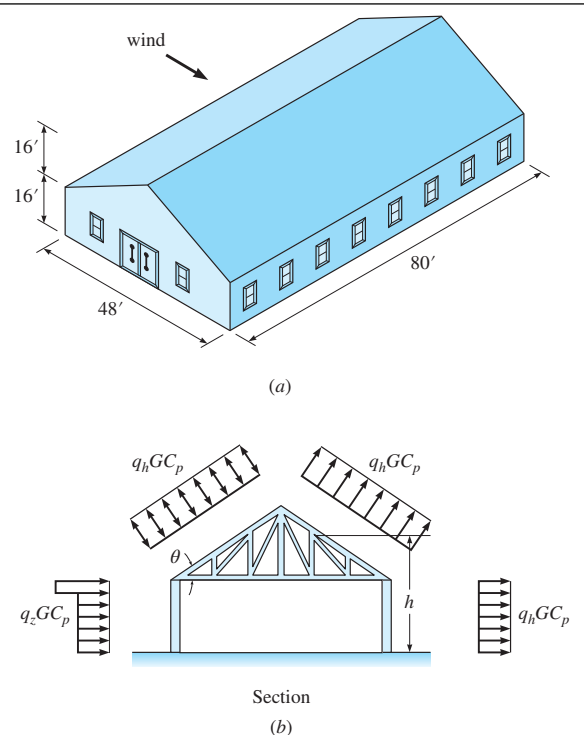 wind
16′
16′
48′
80′
(a)
q_hGC_p
q_hGC_p
θ
q_zGC_p
h
q_hGC_p
Section
(b)